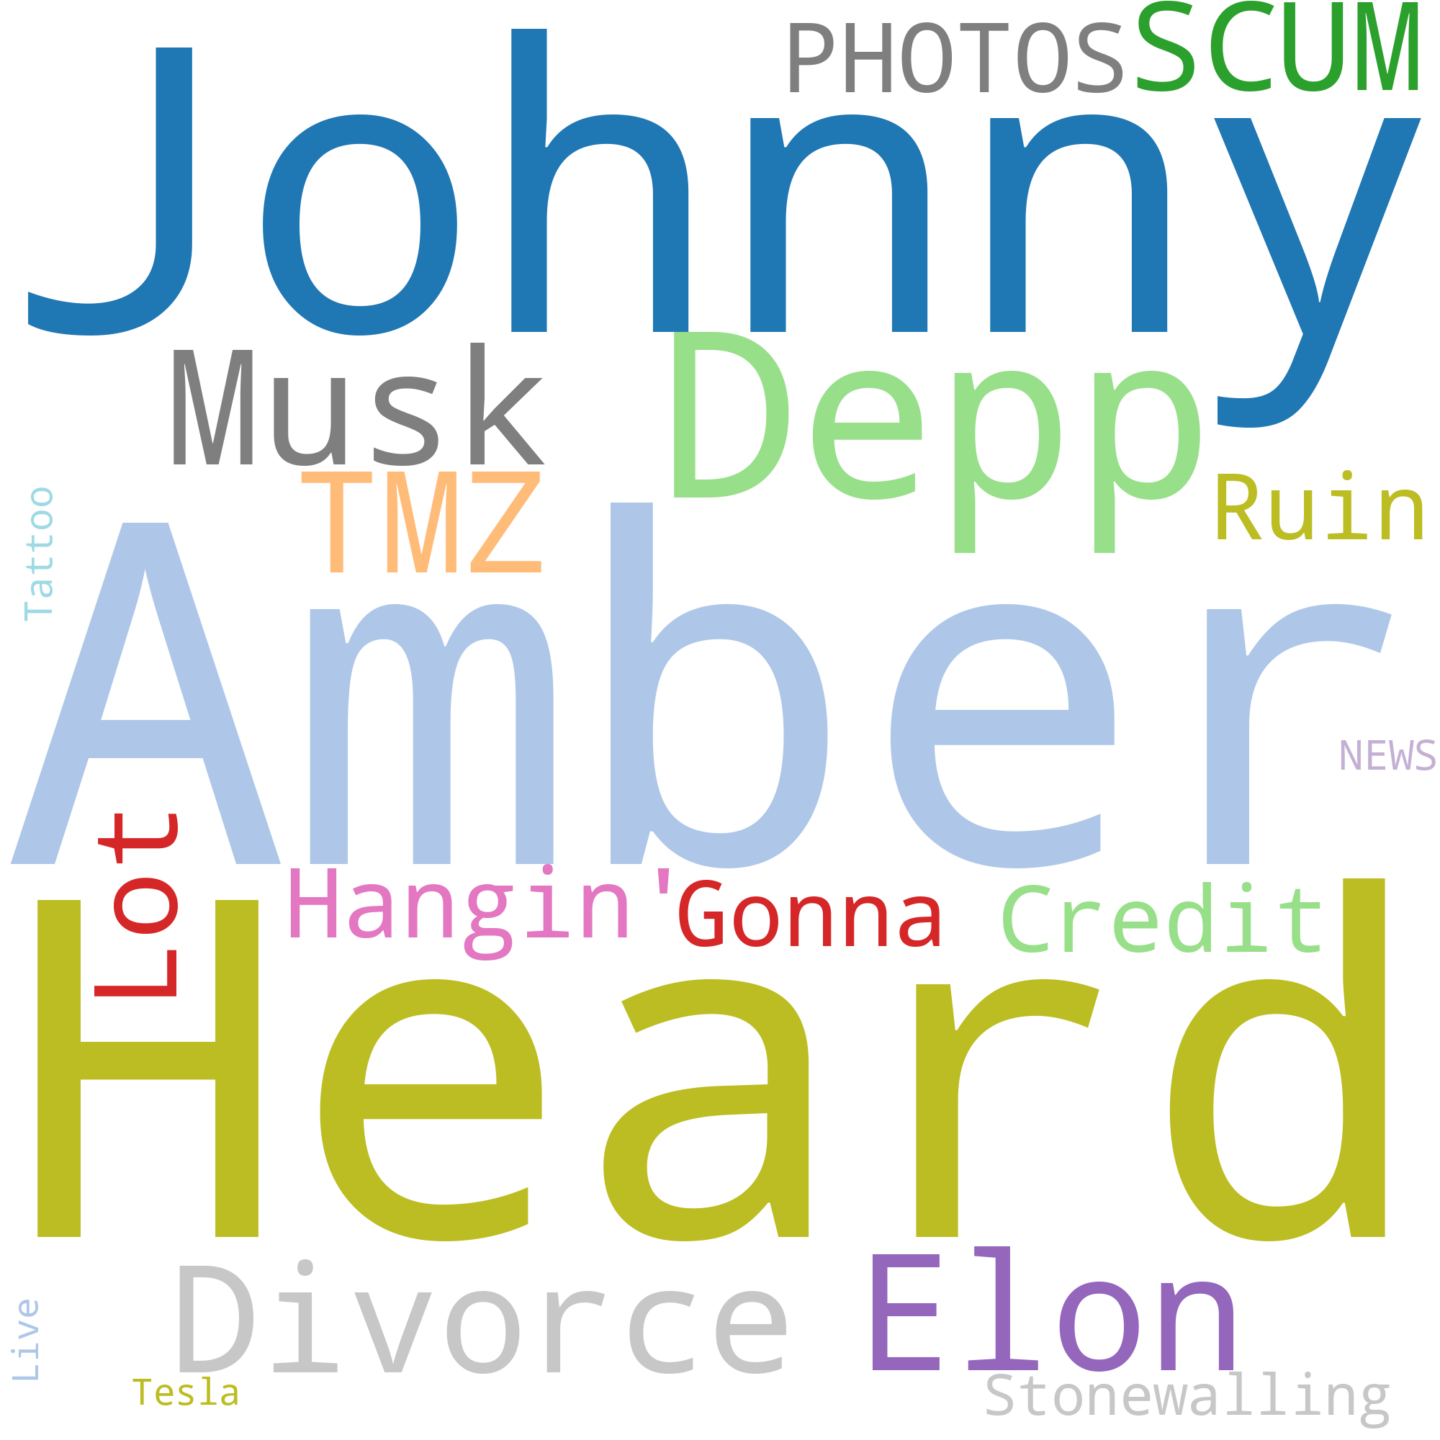 PHOTOS SCUM
Johnny
Musk Depp
TMZ Ruin
Tattoo
Amber
NEWS
Lot
Hangin' Gonna Credit
Heard
Divorce Elon
Live
Tesla Stonewalling